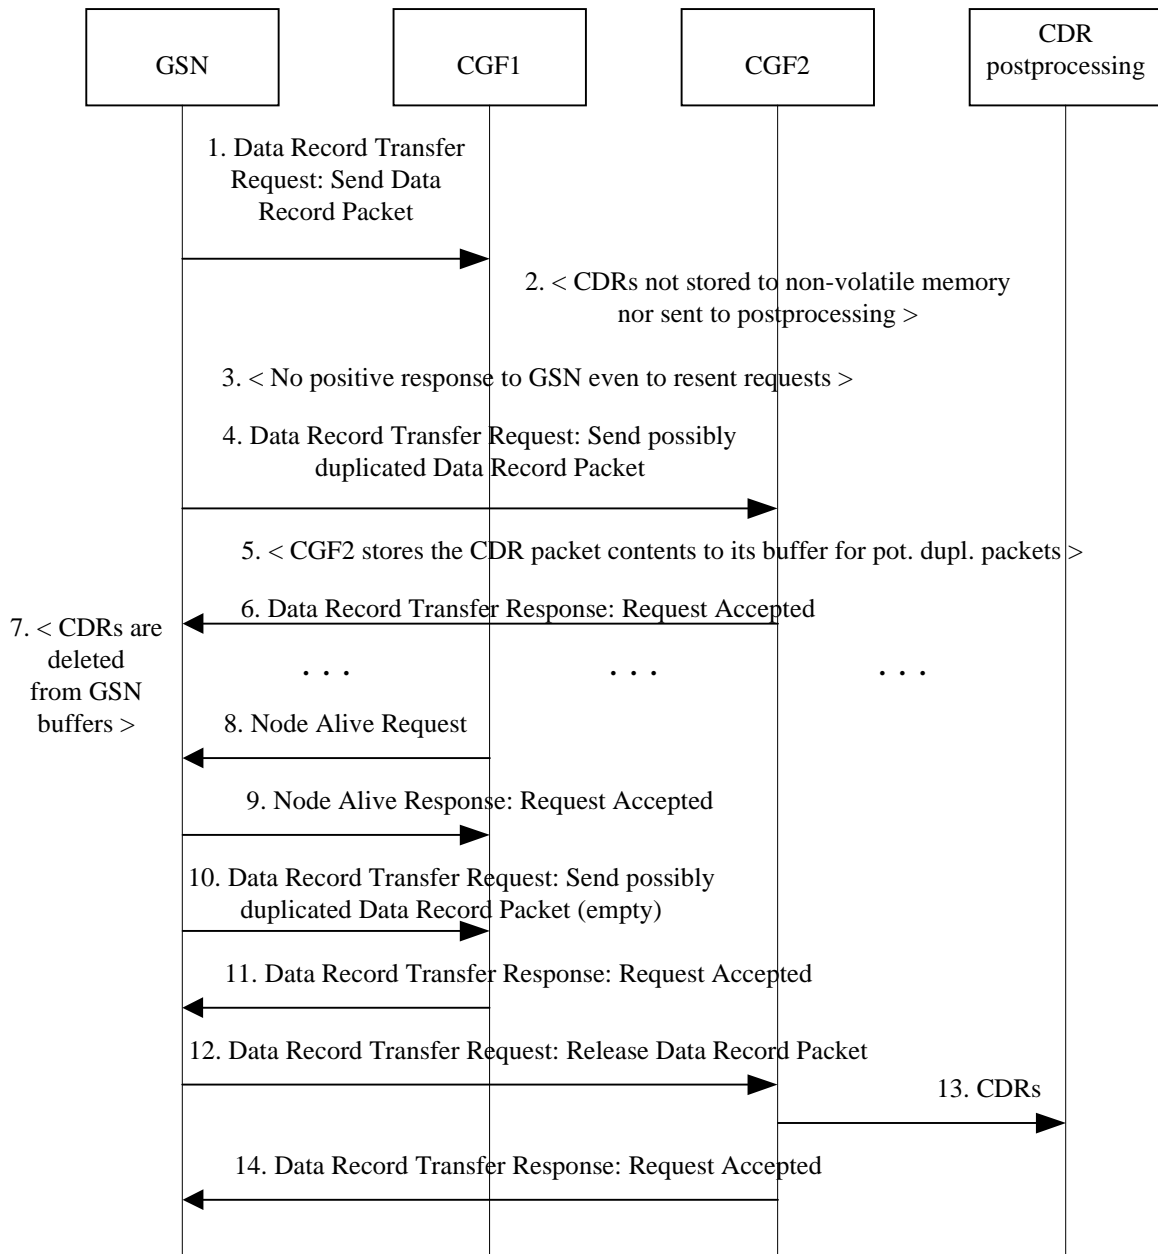 GSN
CGF1
CGF2
CDR
postprocessing
1. Data Record Transfer
Request: Send Data
Record Packet
2. < CDRs not stored to non-volatile memory
nor sent to postprocessing >
3. < No positive response to GSN even to resent requests >
4. Data Record Transfer Request: Send possibly
duplicated Data Record Packet
5. < CGF2 stores the CDR packet contents to its buffer for pot. dupl. packets >
6. Data Record Transfer Response: Request Accepted
7. < CDRs are
deleted
from GSN
buffers >
. . .
. . .
. . .
8. Node Alive Request
9. Node Alive Response: Request Accepted
10. Data Record Transfer Request: Send possibly
duplicated Data Record Packet (empty)
11. Data Record Transfer Response: Request Accepted
12. Data Record Transfer Request: Release Data Record Packet
13. CDRs
14. Data Record Transfer Response: Request Accepted